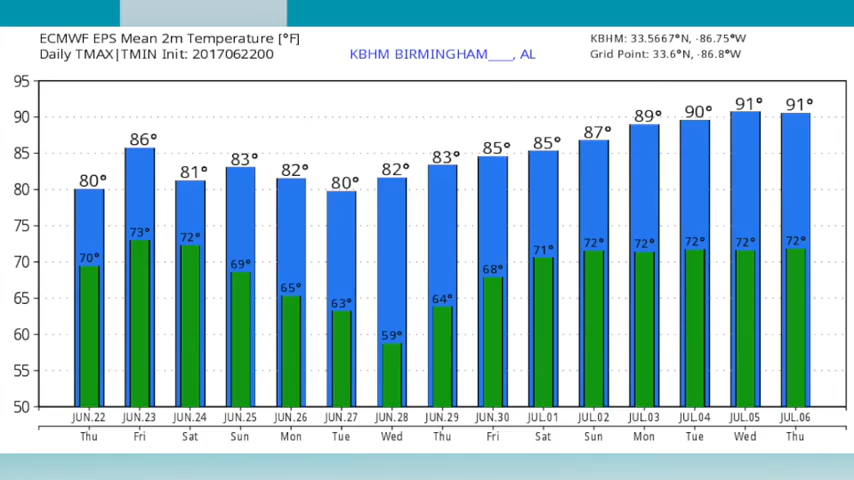 ECMWF EPS Mean 2m Temperature [°F]
Daily TMAX|TMIN Init: 2017062200
KBHM BIRMINGHAM____, AL
KBHM: 33.5667°N, -86.75°W
Grid Point: 33.6°N, -86.8°W
95
90
85
80
75
70
65
60
55
50
80° 86° 81° 83° 82° 80° 82° 83° 85° 85° 87° 89° 90° 91° 91°
70° 73° 72° 69° 65° 63° 59° 64° 68° 71° 72° 72° 72° 72° 72°
JUN.22 JUN.23 JUN.24 JUN.25 JUN.26 JUN.27 JUN.28 JUN.29 JUN.30 JUL.01 JUL.02 JUL.03 JUL.04 JUL.05 JUL.06
Thu Fri Sat Sun Mon Tue Wed Thu Fri Sat Sun Mon Tue Wed Thu